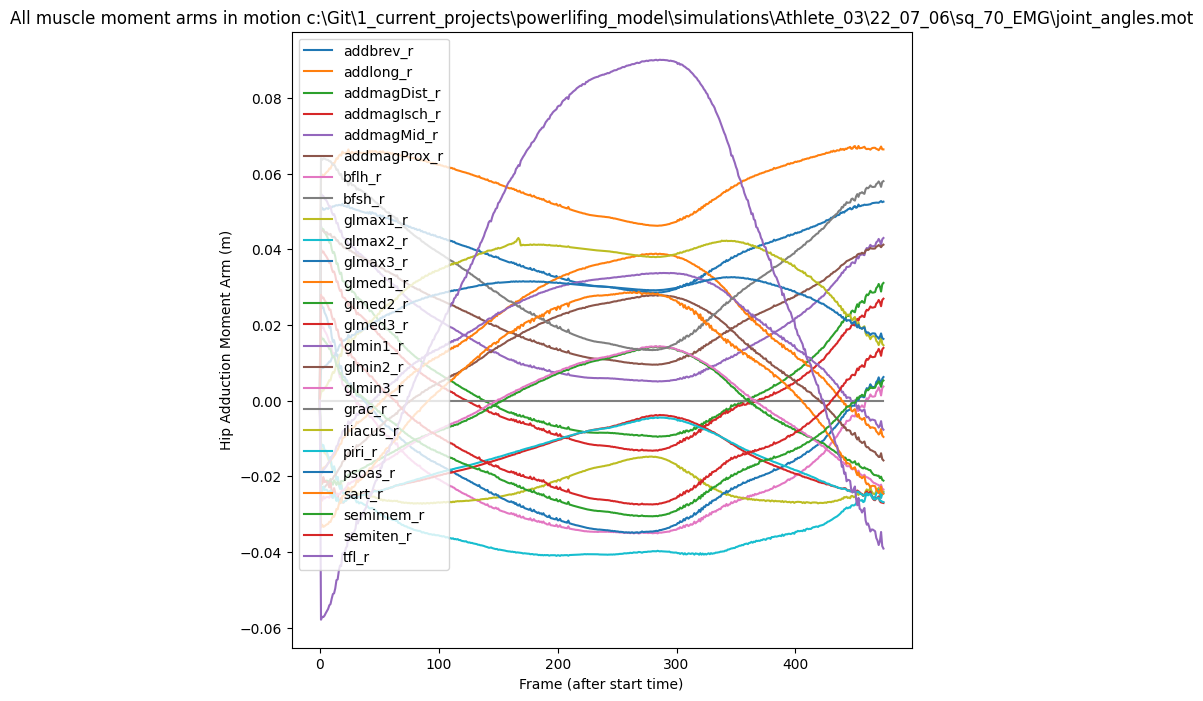 All muscle moment arms in motion c:\Git\1_current_projects\powerlifing_model\simulations\Athlete_03\22_07_06\sq_70_EMG\joint_angles.mot
addbrev_r
addlong_r
addmagDist_r
addmagIsch_r
addmagMid_r
addmagProx_r
bflh_r
bfsh_r
glmax1_r
glmax2_r
glmax3_r
glmed1_r
glmed2_r
glmed3_r
glmin1_r
glmin2_r
glmin3_r
grac_r
iliacus_r
piri_r
psoas_r
sart_r
semimem_r
semiten_r
tfl_r
Hip Adduction Moment Arm (m)
0.08
0.06
0.04
0.02
0.00
−0.02
−0.04
−0.06
0 100 200 300 400
Frame (after start time)